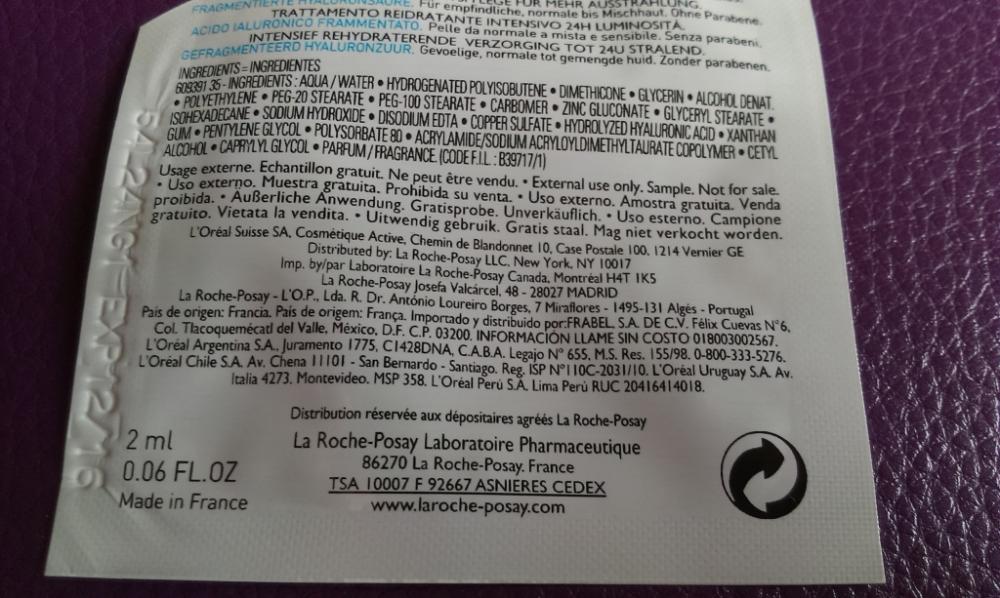 PFLEGE FÜR MEHR AUSSTRAHLUNG.
FRAGMENTIERTE HYALURONSÄURE. Für empfindliche, normale bis Mischhaut. Ohne Parabene.
TRATTAMENTO REIDRATANTE INTENSIVO 24H LUMINOSITÀ.
ACIDO IALURONICO FRAMMENTATO. Pelle da normale a mista e sensibile. Senza parabeni.
INTENSIEF REHYDRATERENDE VERZORGING TOT 24U STRALEND.
GEFRAGMENTEERD HYALURONZUUR. Gevoelige, normale tot gemengde huid. Zonder parabenen.
INGREDIENTS = INGREDIENTES
609391 35 - INGREDIENTS : AQUA / WATER • HYDROGENATED POLYISOBUTENE • DIMETHICONE • GLYCERIN • ALCOHOL DENAT.
• POLYETHYLENE • PEG-20 STEARATE • PEG-100 STEARATE • CARBOMER • ZINC GLUCONATE • GLYCERYL STEARATE •
ISOHEXADECANE • SODIUM HYDROXIDE • DISODIUM EDTA • COPPER SULFATE • HYDROLYZED HYALURONIC ACID • XANTHAN
GUM • PENTYLENE GLYCOL • POLYSORBATE 80 • ACRYLAMIDE/SODIUM ACRYLOYLDIMETHYLTAURATE COPOLYMER • CETYL
ALCOHOL • CAPRYLYL GLYCOL • PARFUM / FRAGRANCE. (CODE F.I.L. : B39717/1)
Usage externe. Echantillon gratuit. Ne peut être vendu. • External use only. Sample. Not for sale.
• Uso externo. Muestra gratuita. Prohibida su venta. • Uso externo. Amostra gratuita. Venda
proibida. • Äußerliche Anwendung. Gratisprobe. Unverkäuflich. • Uso esterno. Campione
gratuito. Vietata la vendita. • Uitwendig gebruik. Gratis staal. Mag niet verkocht worden.
L'Oréal Suisse SA, Cosmétique Active, Chemin de Blandonnet 10, Case Postale 100, 1214 Vernier GE
Distributed by: La Roche-Posay LLC, New York, NY 10017
Imp. by/par Laboratoire La Roche-Posay Canada, Montréal H4T 1K5
La Roche-Posay Josefa Valcárcel, 48 - 28027 MADRID
La Roche-Posay - L'O.P., Lda. R. Dr. António Loureiro Borges, 7 Miraflores - 1495-131 Algés - Portugal
País de origen: Francia. País de origem: França. Importado y distribuido por:FRABEL, S.A. DE C.V. Félix Cuevas N°6,
Col. Tlacoquemécatl del Valle, México, D.F. C.P. 03200. INFORMACIÓN LLAME SIN COSTO 018003002567.
L'Oréal Argentina S.A., Juramento 1775, C1428DNA, C.A.B.A. Legajo N° 655, M.S. Res. 155/98. 0-800-333-5276.
L'Oréal Chile S.A. Av. Chena 11101 - San Bernardo - Santiago. Reg. ISP N°110C-2031/10. L'Oréal Uruguay S.A. Av.
Italia 4273. Montevideo. MSP 358. L'Oréal Perú S.A. Lima Perú RUC 20416414018.
Distribution réservée aux dépositaires agréés La Roche-Posay
2 ml
0.06 FL.OZ
Made in France
La Roche-Posay Laboratoire Pharmaceutique
86270 La Roche-Posay. France
TSA 10007 F 92667 ASNIERES CEDEX
www.laroche-posay.com
EXP12/16